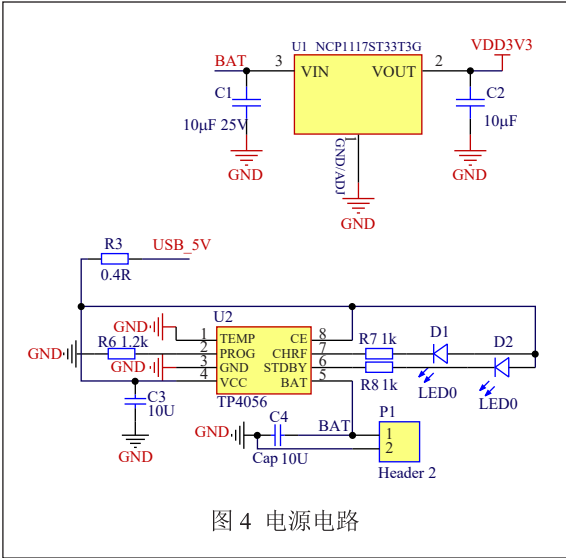 U1 NCP1117ST33T3G
VDD3V3
BAT
3
VIN
VOUT
2
C1
10μF 25V
C2
10μF
1
GND/ADJ
GND
GND
GND
R3
USB_5V
0.4R
U2
GND
1
TEMP
CE
8
R6 1.2k
2
PROG
CHRF
7
R7 1k
D1
D2
GND
GND
3
GND
STDBY
6
R8 1k
4
VCC
BAT
5
LED0
LED0
TP4056
C3
10U
GND
C4
BAT
P1
GND
1
2
Cap 10U
Header 2
图 4 电源电路